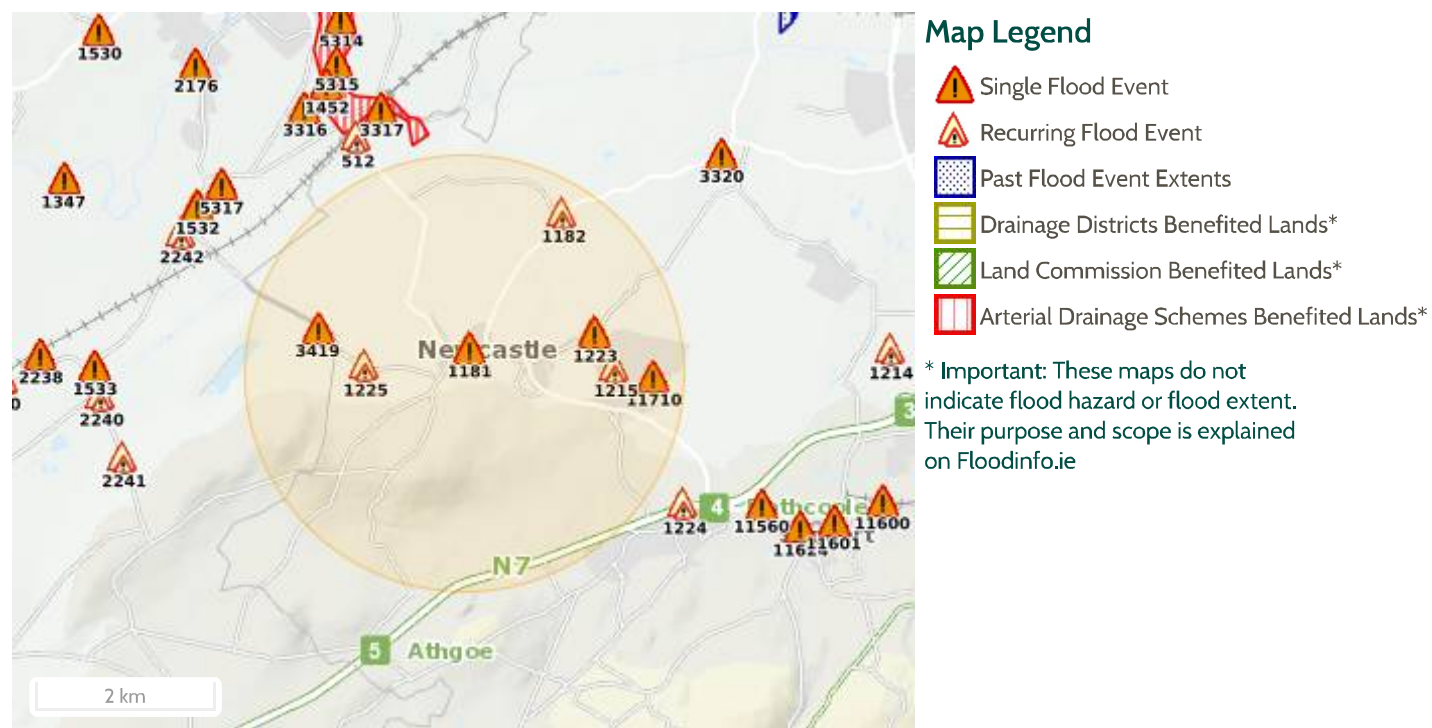 Map Legend
Single Flood Event
Recurring Flood Event
Past Flood Event Extents
Drainage Districts Benefited Lands*
Land Commission Benefited Lands*
Arterial Drainage Schemes Benefited Lands*
* Important: These maps do not
indicate flood hazard or flood extent.
Their purpose and scope is explained
on Floodinfo.ie
1530
5314
2176
5315
1452
3316
3317
512
3320
1347
5317
1532
1182
2242
3419
Newcastle
1223
2238
1225
1181
1214
1533
1215
11710
0
2240
3
2241
4
11560
11600
1224
11601
N7
5
Athgoe
2 km